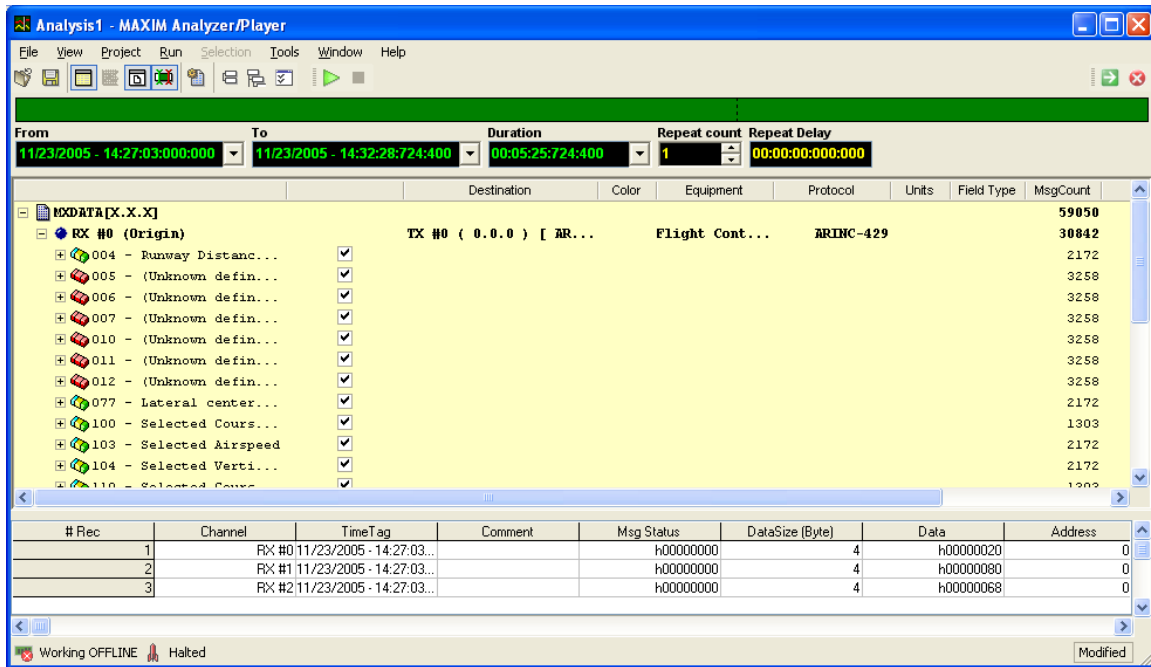 Analysis1 - MAXIM Analyzer/Player
File View Project Run Selection Tools Window Help
From To Duration Repeat count Repeat Delay
11/23/2005 - 14:27:03:000:000 11/23/2005 - 14:32:28:724:400 00:05:25:724:400 1 00:00:00:000:000
Destination Color Equipment Protocol Units Field Type MsgCount
MXDATA[X.X.X] 59050
RX #0 (Origin) TX #0 ( 0.0.0 ) [ AR... Flight Cont... ARINC-429 30842
004 - Runway Distanc... 2172
005 - (Unknown defin... 3258
006 - (Unknown defin... 3258
007 - (Unknown defin... 3258
010 - (Unknown defin... 3258
011 - (Unknown defin... 3258
012 - (Unknown defin... 3258
077 - Lateral center... 2172
100 - Selected Cours... 1303
103 - Selected Airspeed 2172
104 - Selected Verti... 2172
110 - Selected Cours... 1303
# Rec Channel TimeTag Comment Msg Status DataSize (Byte) Data Address
1 RX #0 11/23/2005 - 14:27:03... h00000000 4 h00000020 0
2 RX #1 11/23/2005 - 14:27:03... h00000000 4 h00000080 0
3 RX #2 11/23/2005 - 14:27:03... h00000000 4 h00000068 0
Working OFFLINE Halted Modified